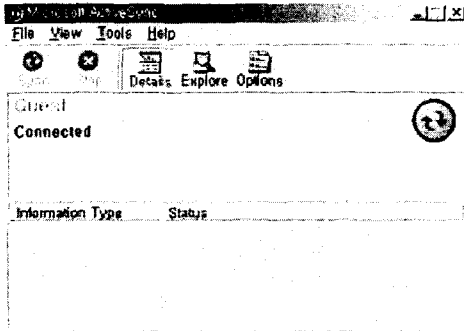 Microsoft ActiveSync
File View Tools Help
Sync Stop Details Explore Options
Guest
Connected
Information Type Status